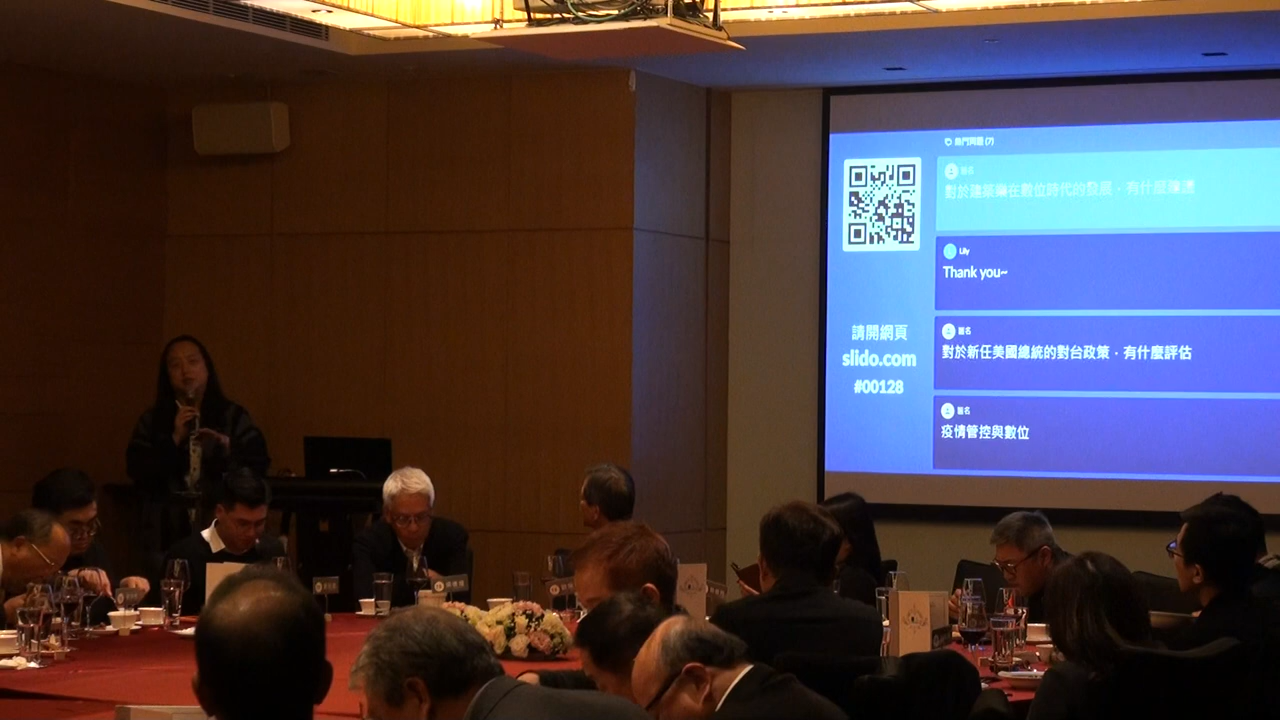 熱門問題 (7)
匿名
對於建築業在數位時代的發展，有什麼建議
Lily
Thank you~
匿名
對於新任美國總統的對台政策，有什麼評估
匿名
疫情管控與數位
請開網頁
slido.com
#00128